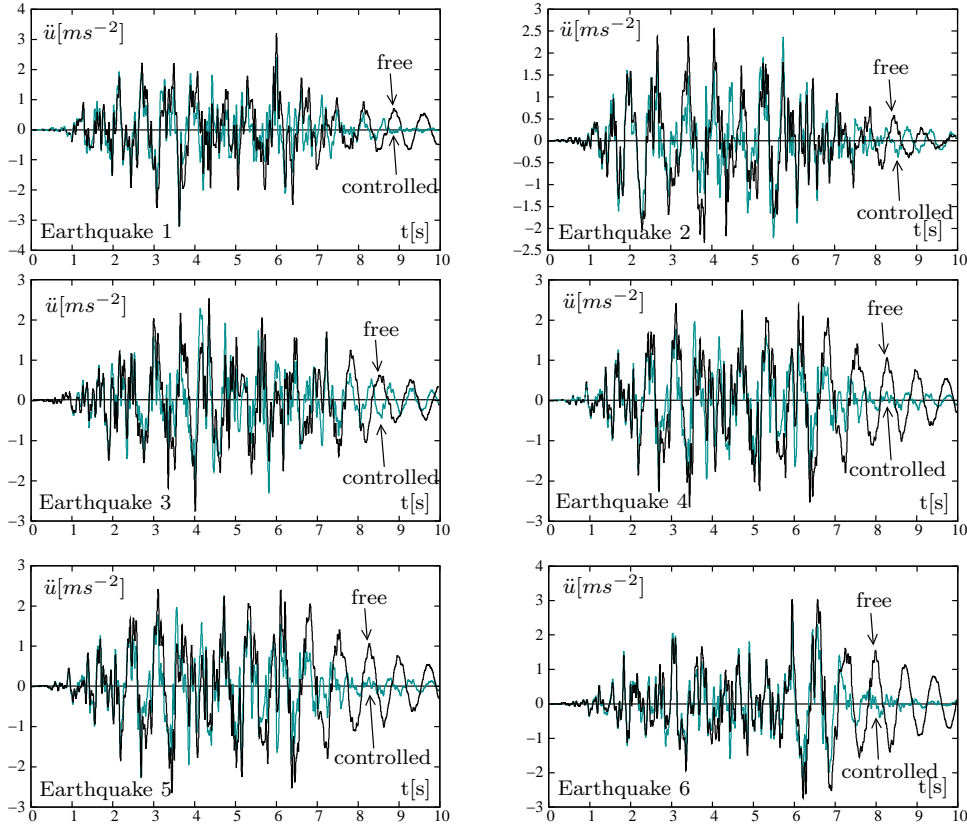 4
3
2
1
0
−1
−2
−3
−4
ü[ms−2]
free
controlled
Earthquake 1
t[s]
0 1 2 3 4 5 6 7 8 9 10
3
2.5
2
1.5
1
0.5
0
−0.5
−1
−1.5
−2
−2.5
ü[ms−2]
free
controlled
Earthquake 2
t[s]
0 1 2 3 4 5 6 7 8 9 10
3
2
1
0
−1
−2
−3
ü[ms−2]
free
controlled
Earthquake 3
t[s]
0 1 2 3 4 5 6 7 8 9 10
3
2
1
0
−1
−2
−3
ü[ms−2]
free
controlled
Earthquake 4
t[s]
0 1 2 3 4 5 6 7 8 9 10
3
2
1
0
−1
−2
−3
ü[ms−2]
free
controlled
Earthquake 5
t[s]
0 1 2 3 4 5 6 7 8 9 10
4
3
2
1
0
−1
−2
−3
ü[ms−2]
free
controlled
Earthquake 6
t[s]
0 1 2 3 4 5 6 7 8 9 10